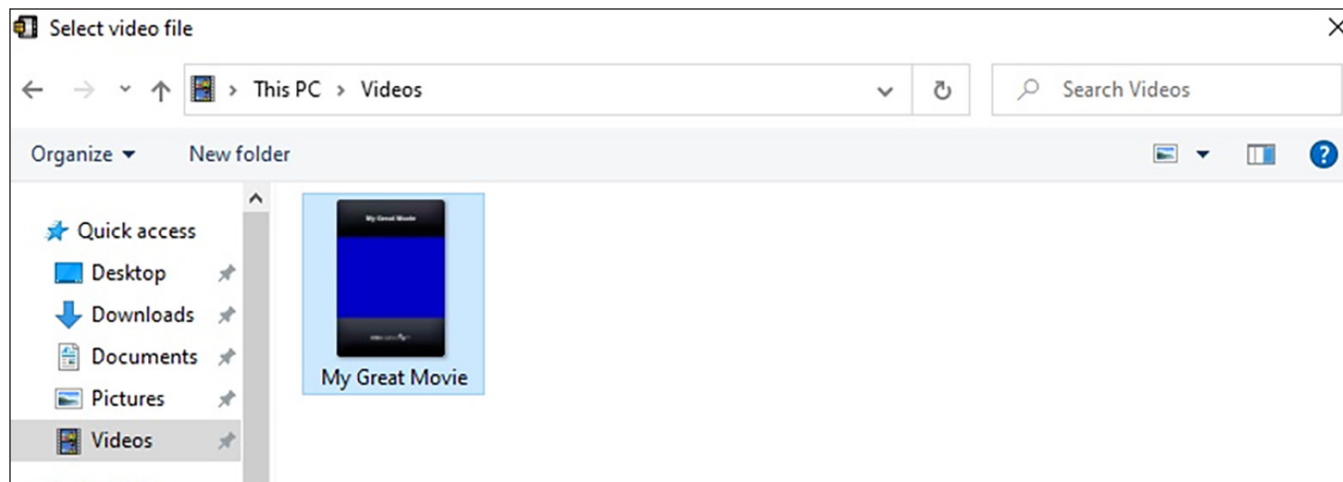 Select video file
This PC > Videos
Search Videos
Organize
New folder
?
Quick access
Desktop
Downloads
Documents
Pictures
Videos
My Great Movie
My Great Movie